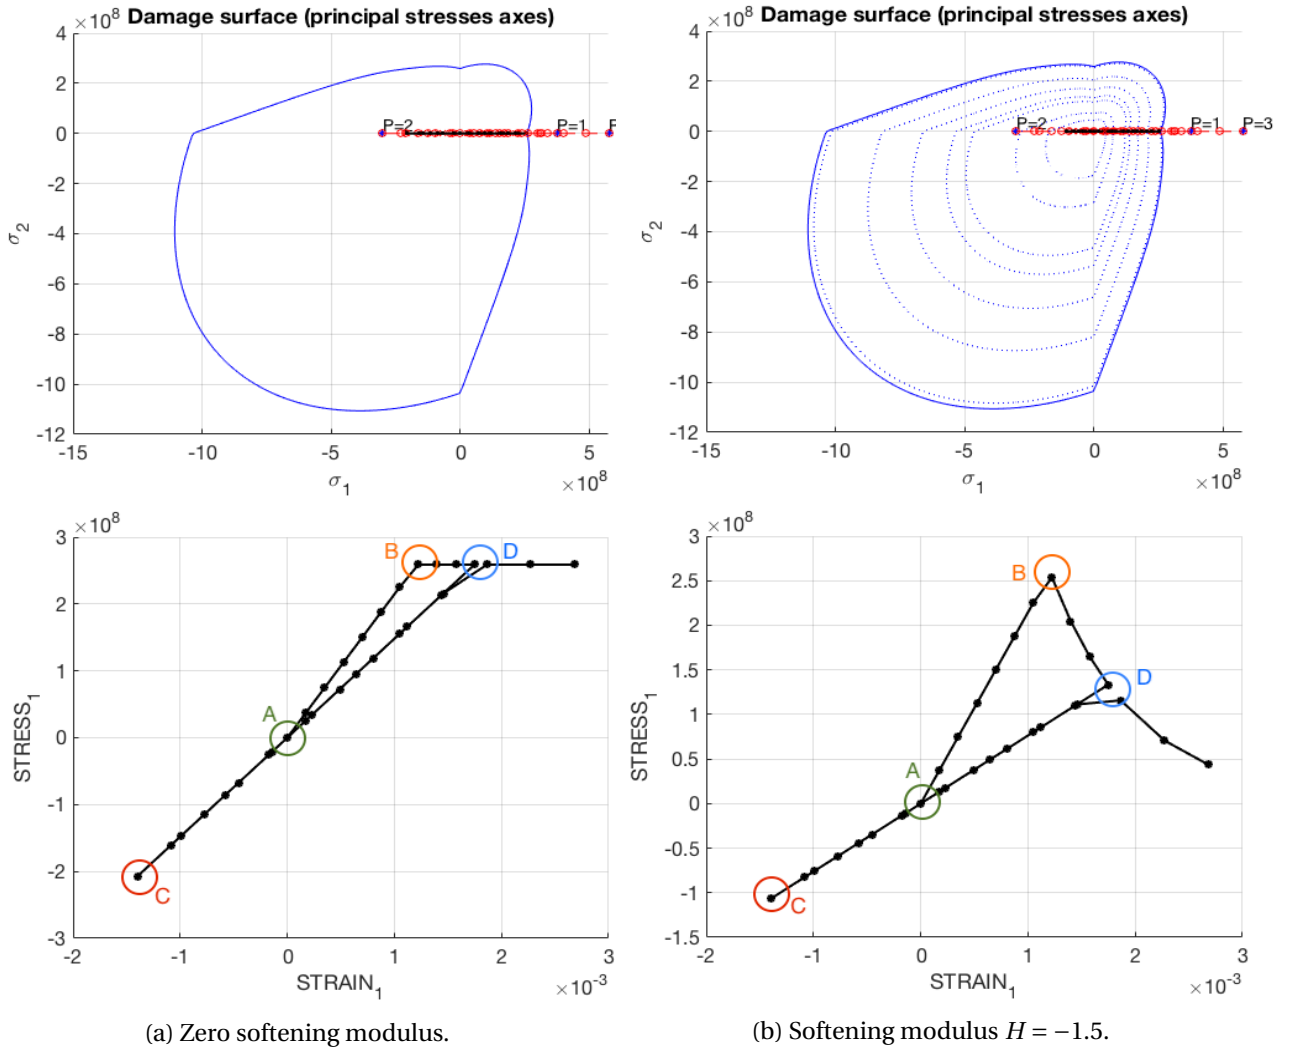 Damage surface (principal stresses axes)
×10⁸
4
2
0
-2
-4
-6
-8
-10
-12
σ₂
P=2
P=1
P
-15
-10
-5
0
5
σ₁
×10⁸
Damage surface (principal stresses axes)
×10⁸
4
2
0
-2
-4
-6
-8
-10
-12
σ₂
P=2
P=1
P=3
-15
-10
-5
0
5
σ₁
×10⁸
×10⁸
3
2
1
0
-1
-2
-3
STRESS₁
A
B
C
D
-2
-1
0
1
2
3
STRAIN₁
×10⁻³
(a) Zero softening modulus.
×10⁸
3
2.5
2
1.5
1
0.5
0
-0.5
-1
-1.5
STRESS₁
A
B
C
D
-2
-1
0
1
2
3
STRAIN₁
×10⁻³
(b) Softening modulus H = −1.5.